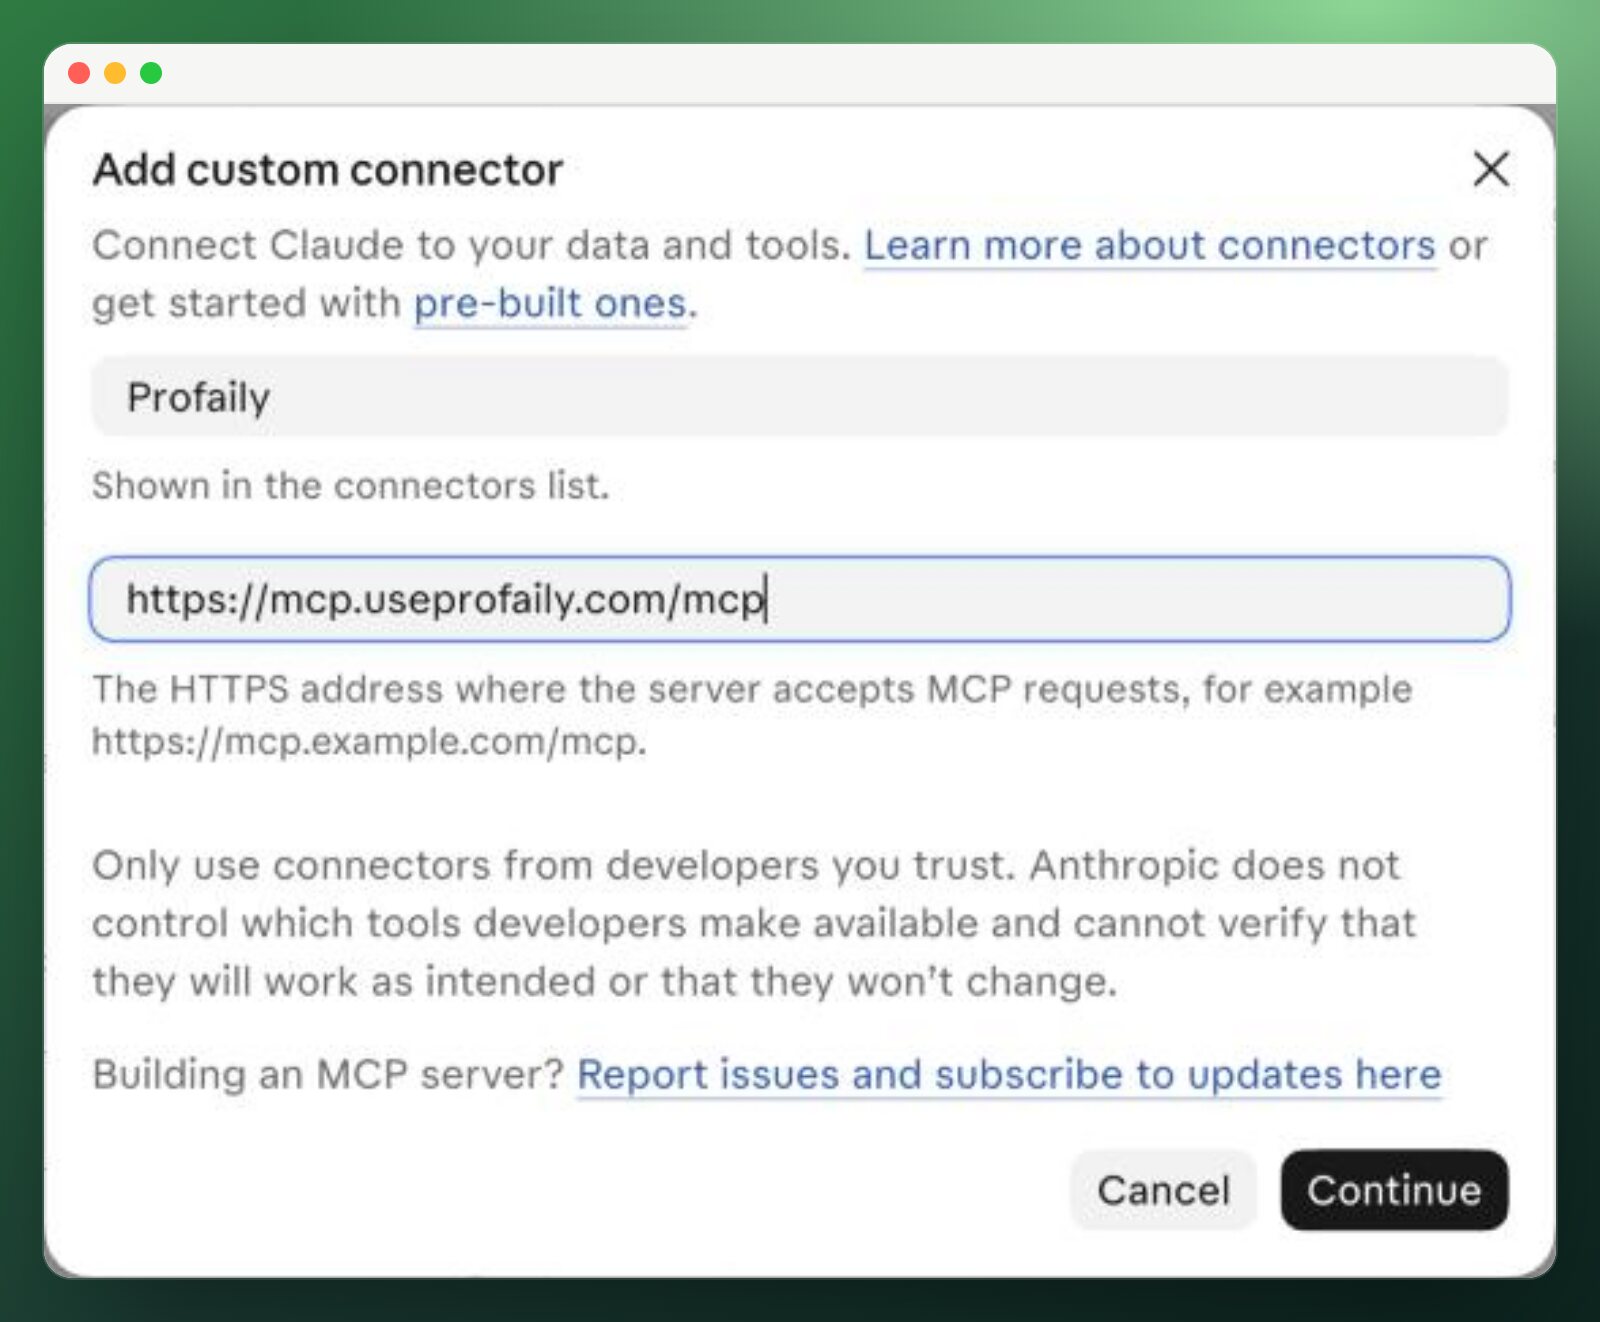 Add custom connector
Connect Claude to your data and tools. Learn more about connectors or
get started with pre-built ones.
Profaily
Shown in the connectors list.
https://mcp.useprofaily.com/mcp
The HTTPS address where the server accepts MCP requests, for example
https://mcp.example.com/mcp.
Only use connectors from developers you trust. Anthropic does not
control which tools developers make available and cannot verify that
they will work as intended or that they won’t change.
Building an MCP server? Report issues and subscribe to updates here
Cancel
Continue